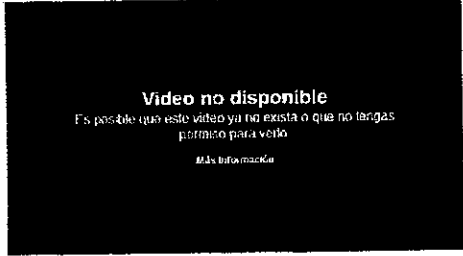 Video no disponible
Es posible que este video ya no exista o que no tengas
permiso para verlo
Más información